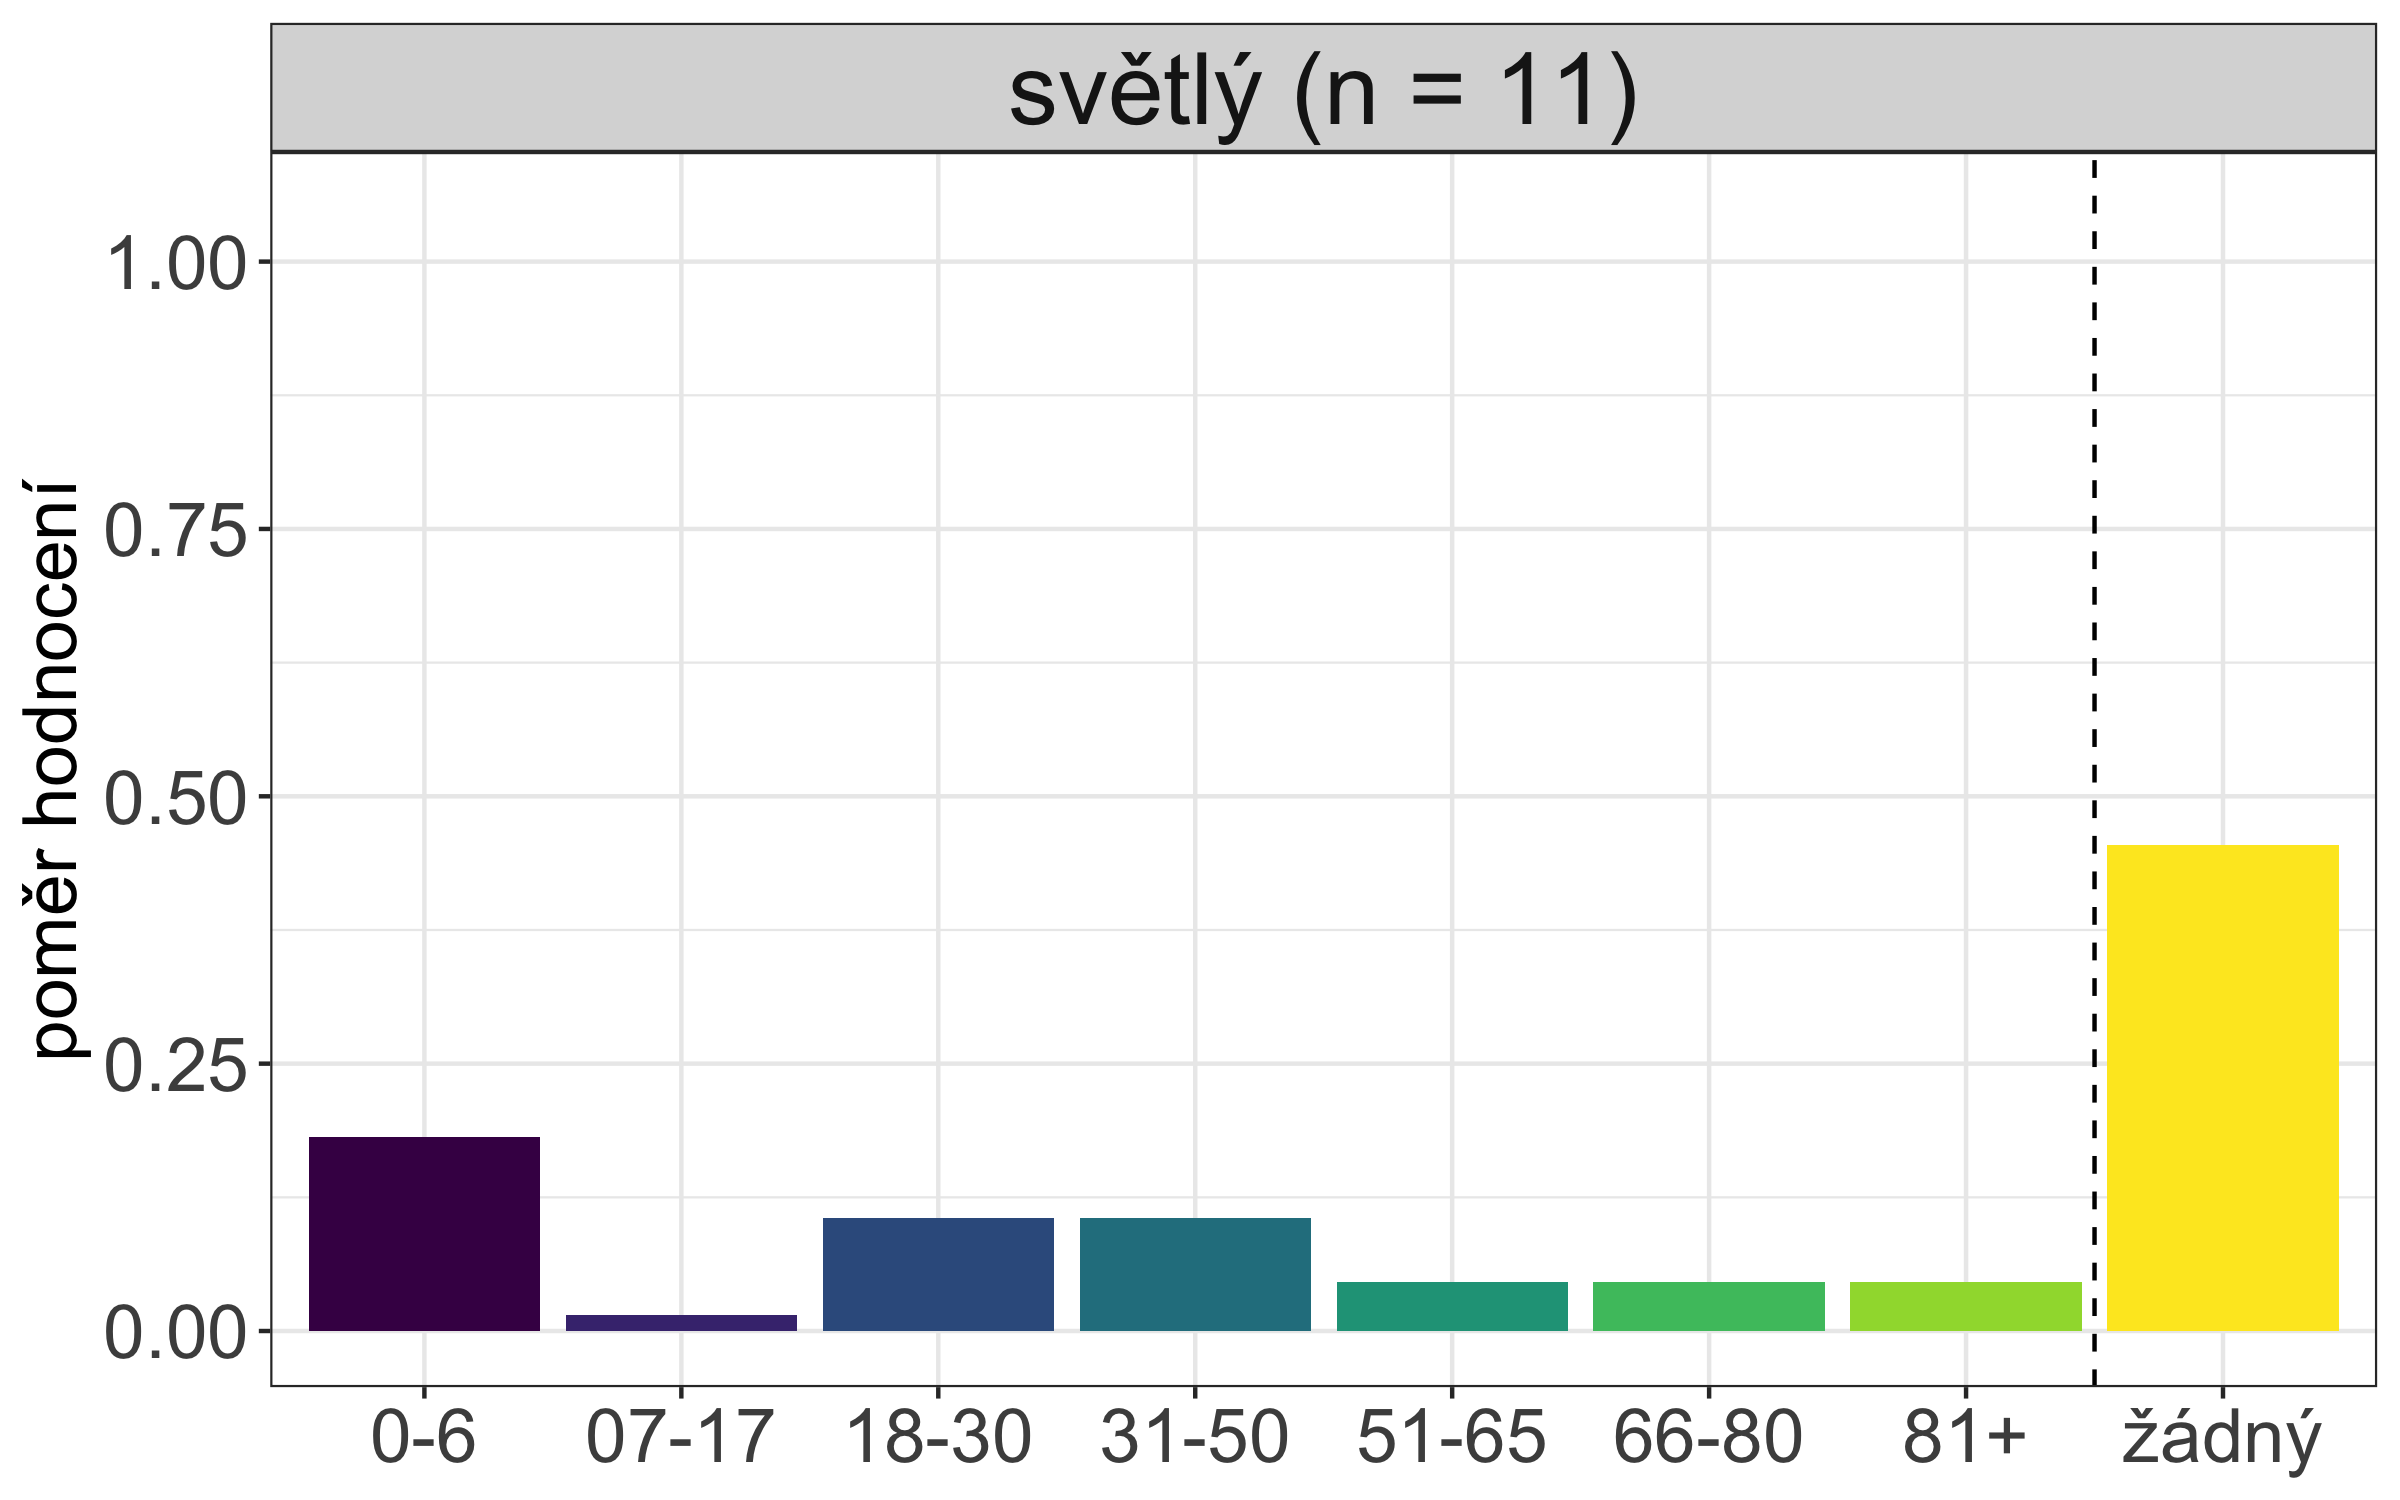 světlý (n = 11)
poměr hodnocení
1.00
0.75
0.50
0.25
0.00
0-6 07-17 18-30 31-50 51-65 66-80 81+ žádný